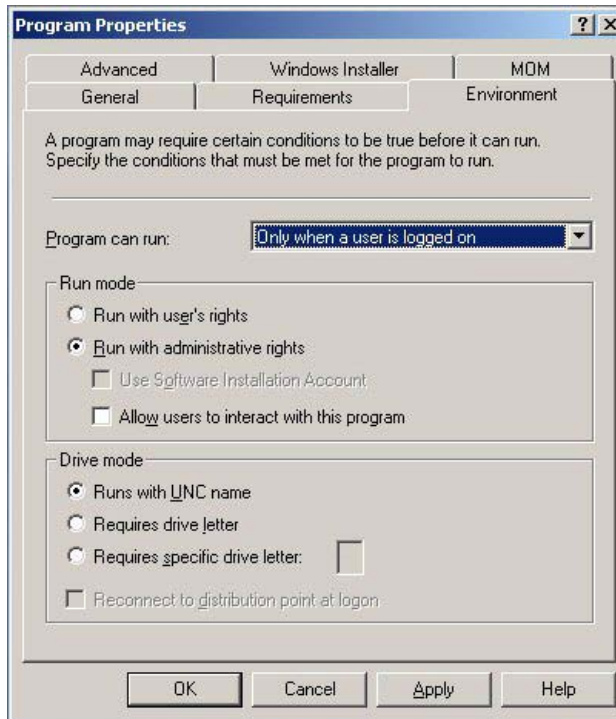 Program Properties
Advanced
Windows Installer
MOM
General
Requirements
Environment
A program may require certain conditions to be true before it can run.
Specify the conditions that must be met for the program to run.
Program can run:
Only when a user is logged on
Run mode
Run with user's rights
Run with administrative rights
Use Software Installation Account
Allow users to interact with this program
Drive mode
Runs with UNC name
Requires drive letter
Requires specific drive letter:
Reconnect to distribution point at logon
OK
Cancel
Apply
Help